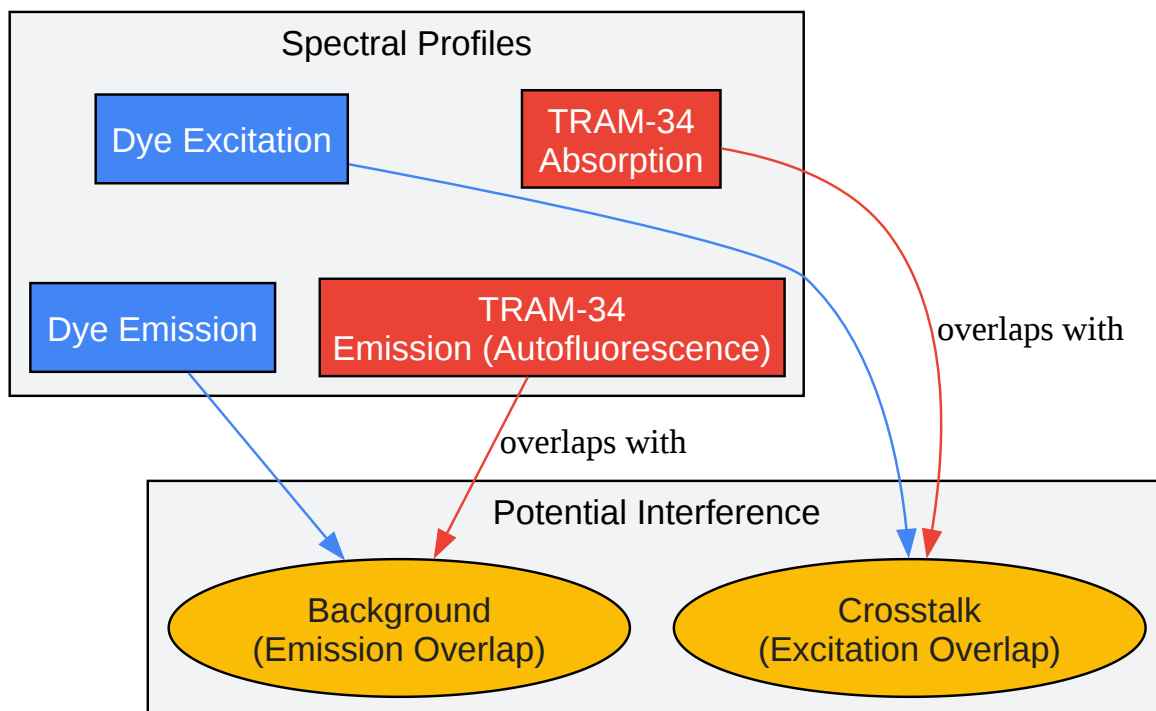 Spectral Profiles
Dye Excitation
TRAM-34
Absorption
Dye Emission
TRAM-34
Emission (Autofluorescence)
overlaps with
overlaps with
Potential Interference
Background
(Emission Overlap)
Crosstalk
(Excitation Overlap)